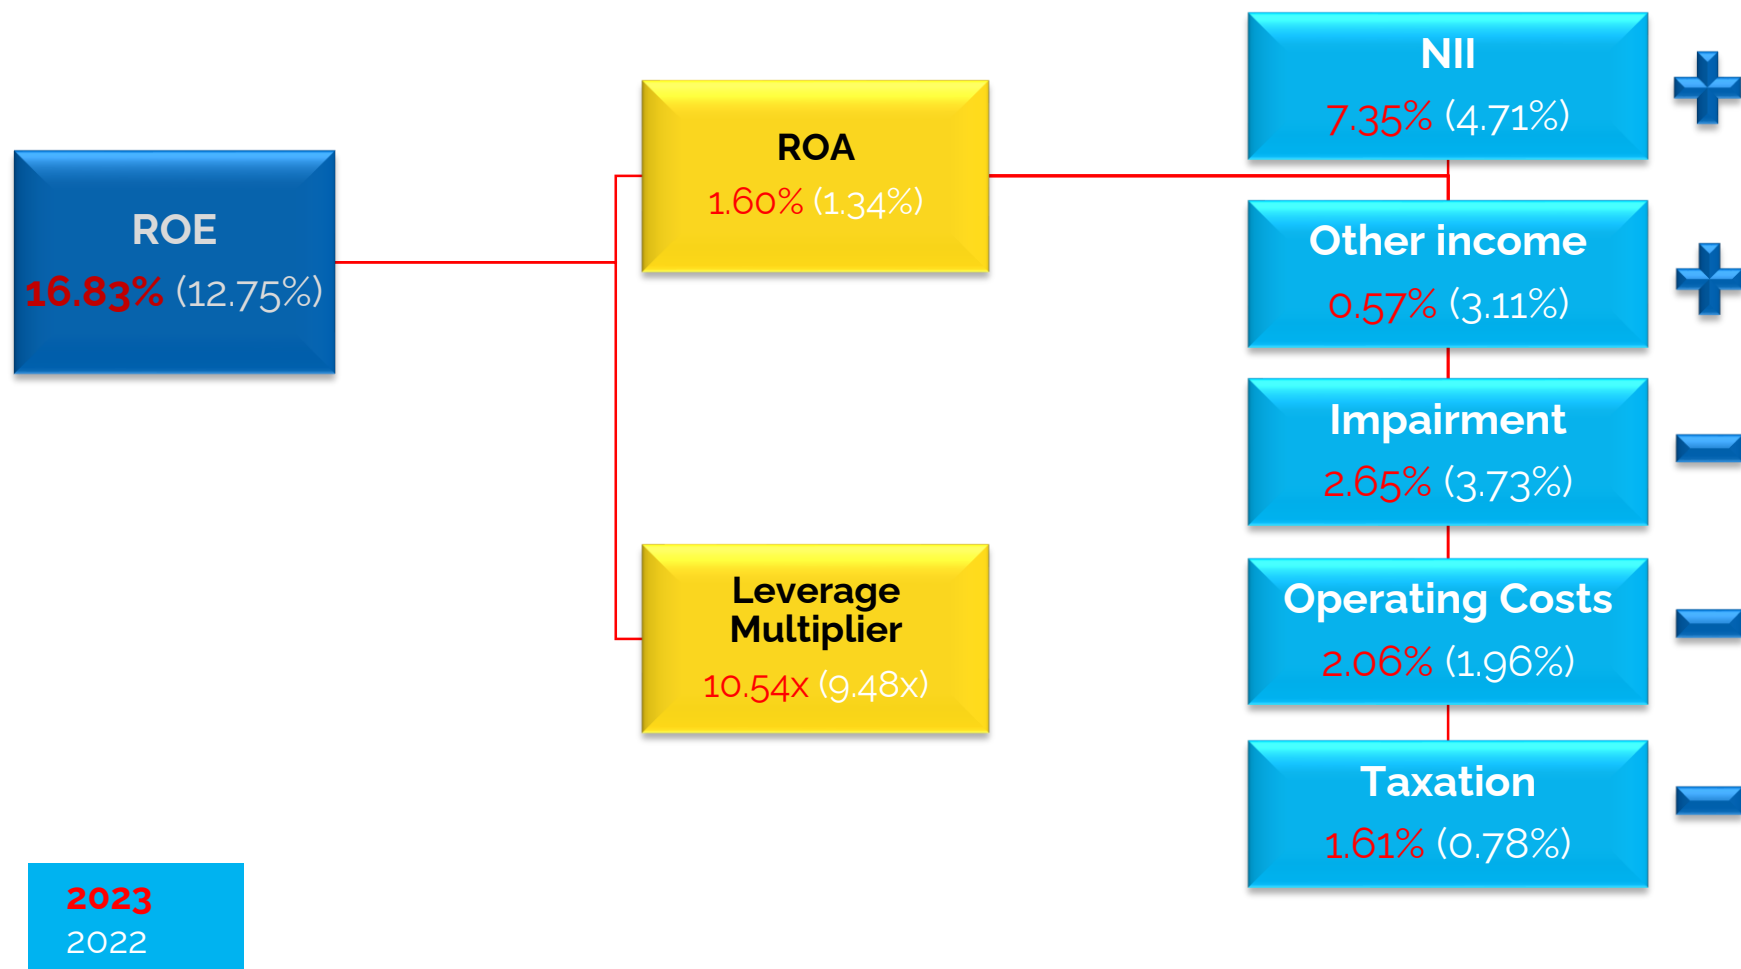 ROE
16.83% (12.75%)
ROA
1.60% (1.34%)
Leverage
Multiplier
10.54x (9.48x)
NII
7.35% (4.71%)
Other income
0.57% (3.11%)
Impairment
2.65% (3.73%)
Operating Costs
2.06% (1.96%)
Taxation
1.61% (0.78%)
2023
2022